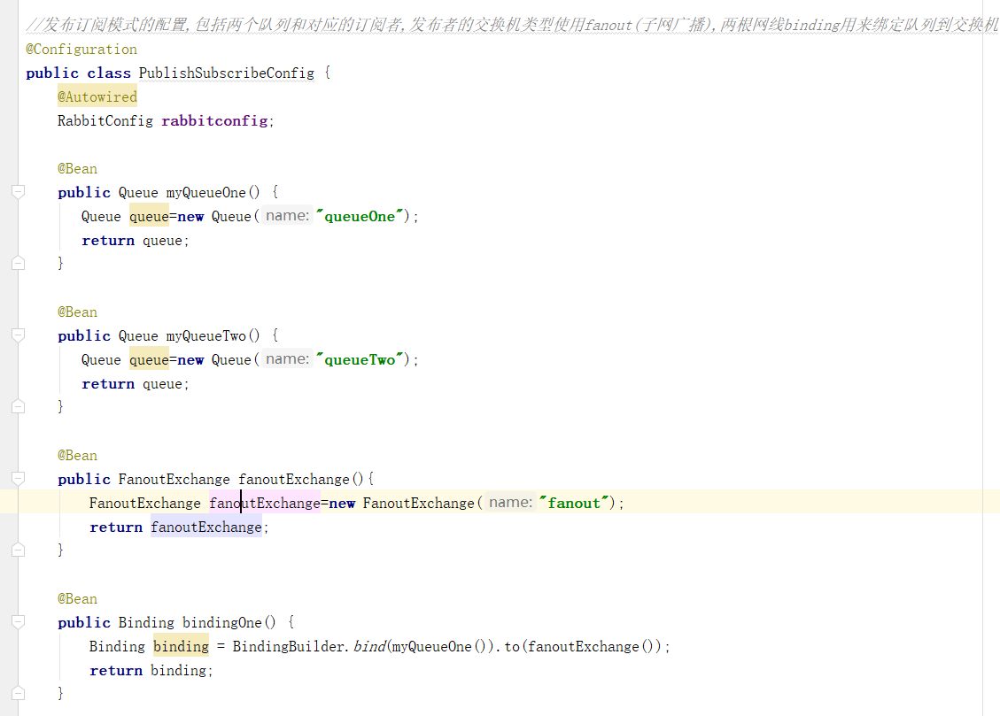 //发布订阅模式的配置,包括两个队列和对应的订阅者,发布者的交换机类型使用fanout(子网广播),两根网线binding用来绑定队列到交换机
@Configuration
public class PublishSubscribeConfig {
@Autowired
RabbitConfig rabbitconfig;
@Bean
public Queue myQueueOne() {
Queue queue=new Queue( name: "queueOne");
return queue;
}
@Bean
public Queue myQueueTwo() {
Queue queue=new Queue( name: "queueTwo");
return queue;
}
@Bean
public FanoutExchange fanoutExchange(){
FanoutExchange fanoutExchange=new FanoutExchange( name: "fanout");
return fanoutExchange;
}
@Bean
public Binding bindingOne() {
Binding binding = BindingBuilder.bind(myQueueOne()).to(fanoutExchange());
return binding;
}